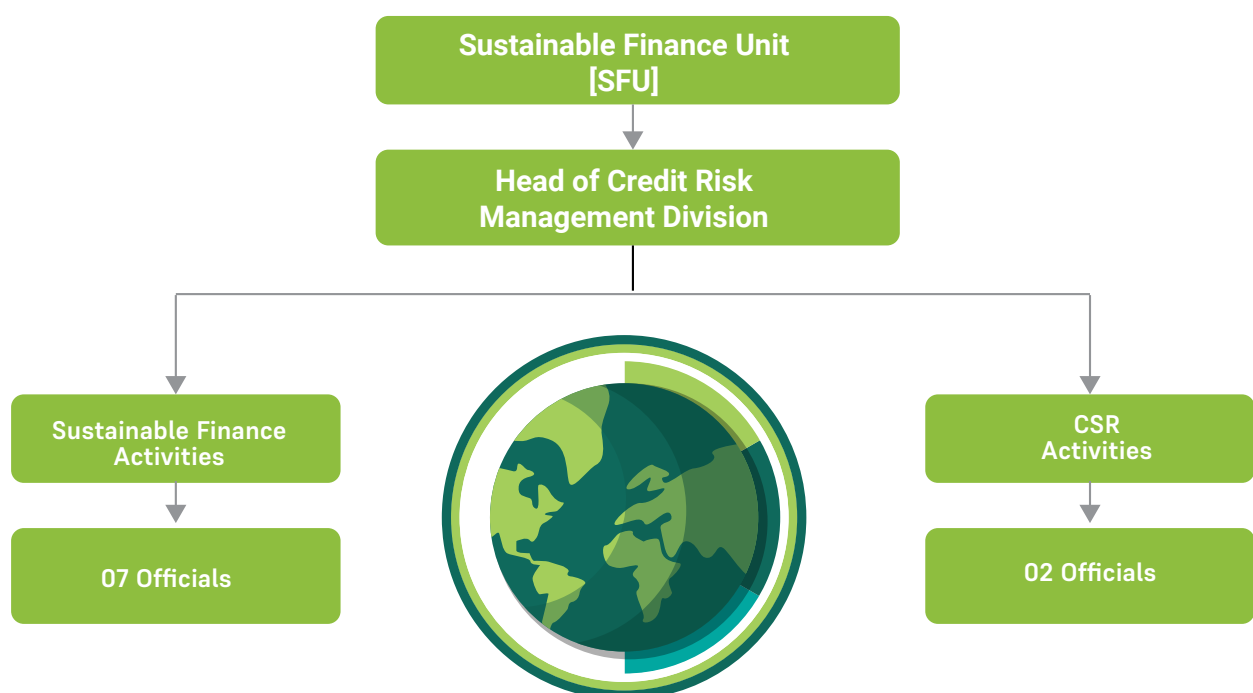 Sustainable Finance Unit
[SFU]
Head of Credit Risk
Management Division
Sustainable Finance
Activities
07 Officials
CSR
Activities
02 Officials